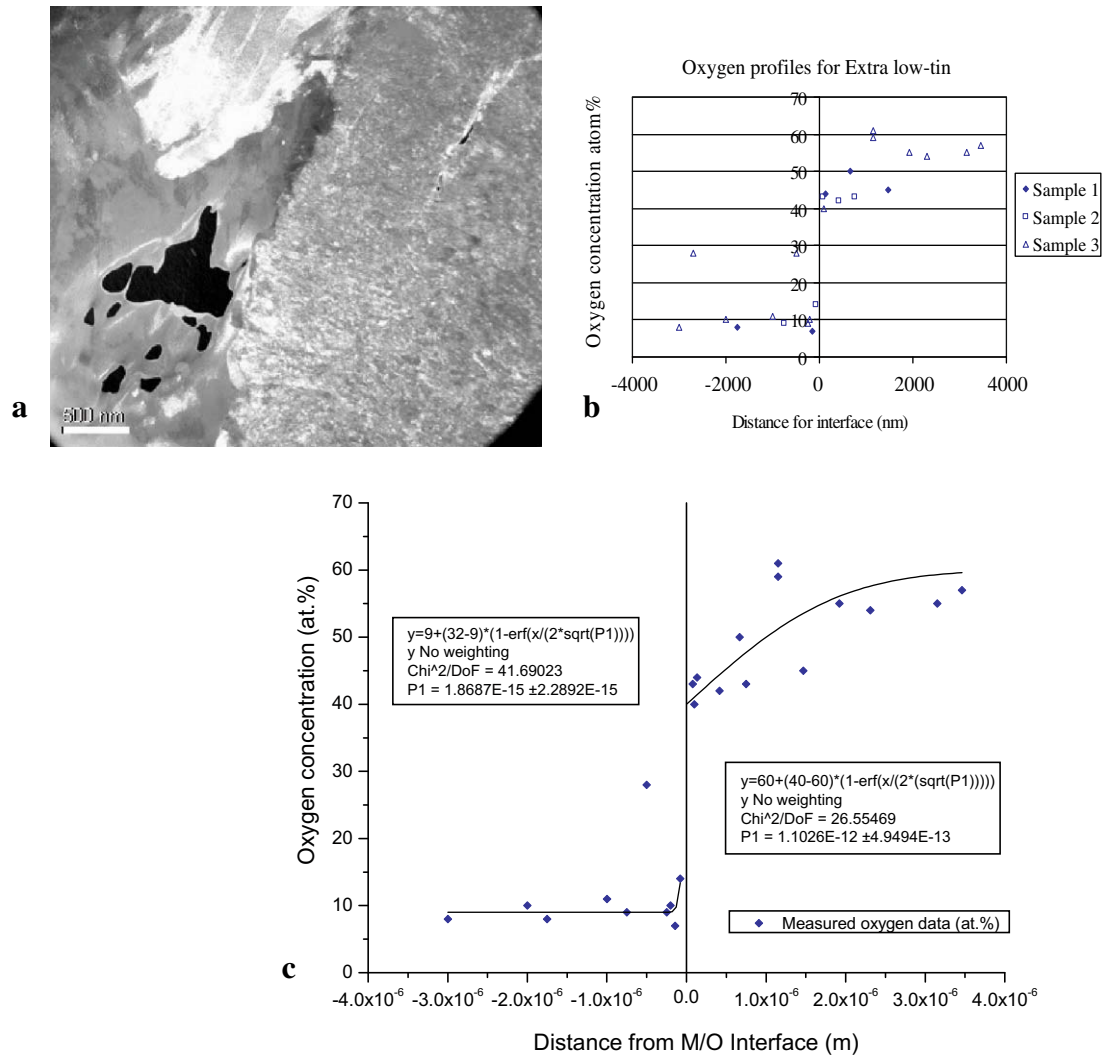 a
500 nm
b
Oxygen profiles for Extra low-tin
Oxygen concentration atom%
70
60
50
40
30
20
10
0
-4000 -2000 0 2000 4000
Distance for interface (nm)
Sample 1
Sample 2
Sample 3
c
Oxygen concentration (at.%)
70
60
50
40
30
20
10
0
y=9+(32-9)*(1-erf(x/(2*sqrt(P1))))
y No weighting
Chi^2/DoF = 41.69023
P1 = 1.8687E-15 ±2.2892E-15
y=60+(40-60)*(1-erf(x/(2*(sqrt(P1)))))
y No weighting
Chi^2/DoF = 26.55469
P1 = 1.1026E-12 ±4.9494E-13
Measured oxygen data (at.%)
-4.0x10⁻⁶ -3.0x10⁻⁶ -2.0x10⁻⁶ -1.0x10⁻⁶ 0.0 1.0x10⁻⁶ 2.0x10⁻⁶ 3.0x10⁻⁶ 4.0x10⁻⁶
Distance from M/O Interface (m)